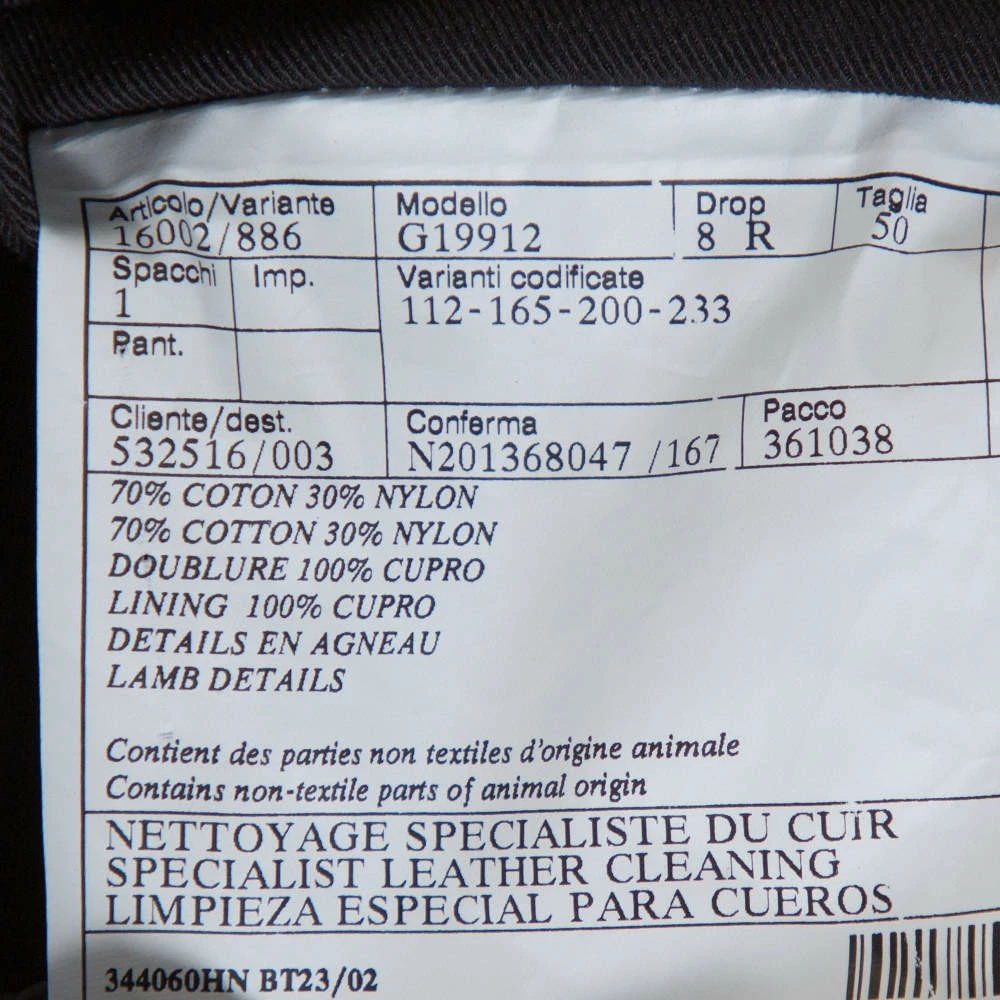 Articolo/Variante Modello Drop Taglia
16002/886 G19912 8 R 50
Spacchi Imp. Varianti codificate
1 112-165-200-233
Pant.
Cliente/dest. Conferma Pacco
532516/003 N201368047 /167 361038
70% COTON 30% NYLON
70% COTTON 30% NYLON
DOUBLURE 100% CUPRO
LINING 100% CUPRO
DETAILS EN AGNEAU
LAMB DETAILS
Contient des parties non textiles d'origine animale
Contains non-textile parts of animal origin
NETTOYAGE SPECIALISTE DU CUIR
SPECIALIST LEATHER CLEANING
LIMPIEZA ESPECIAL PARA CUEROS
344060HN BT23/02